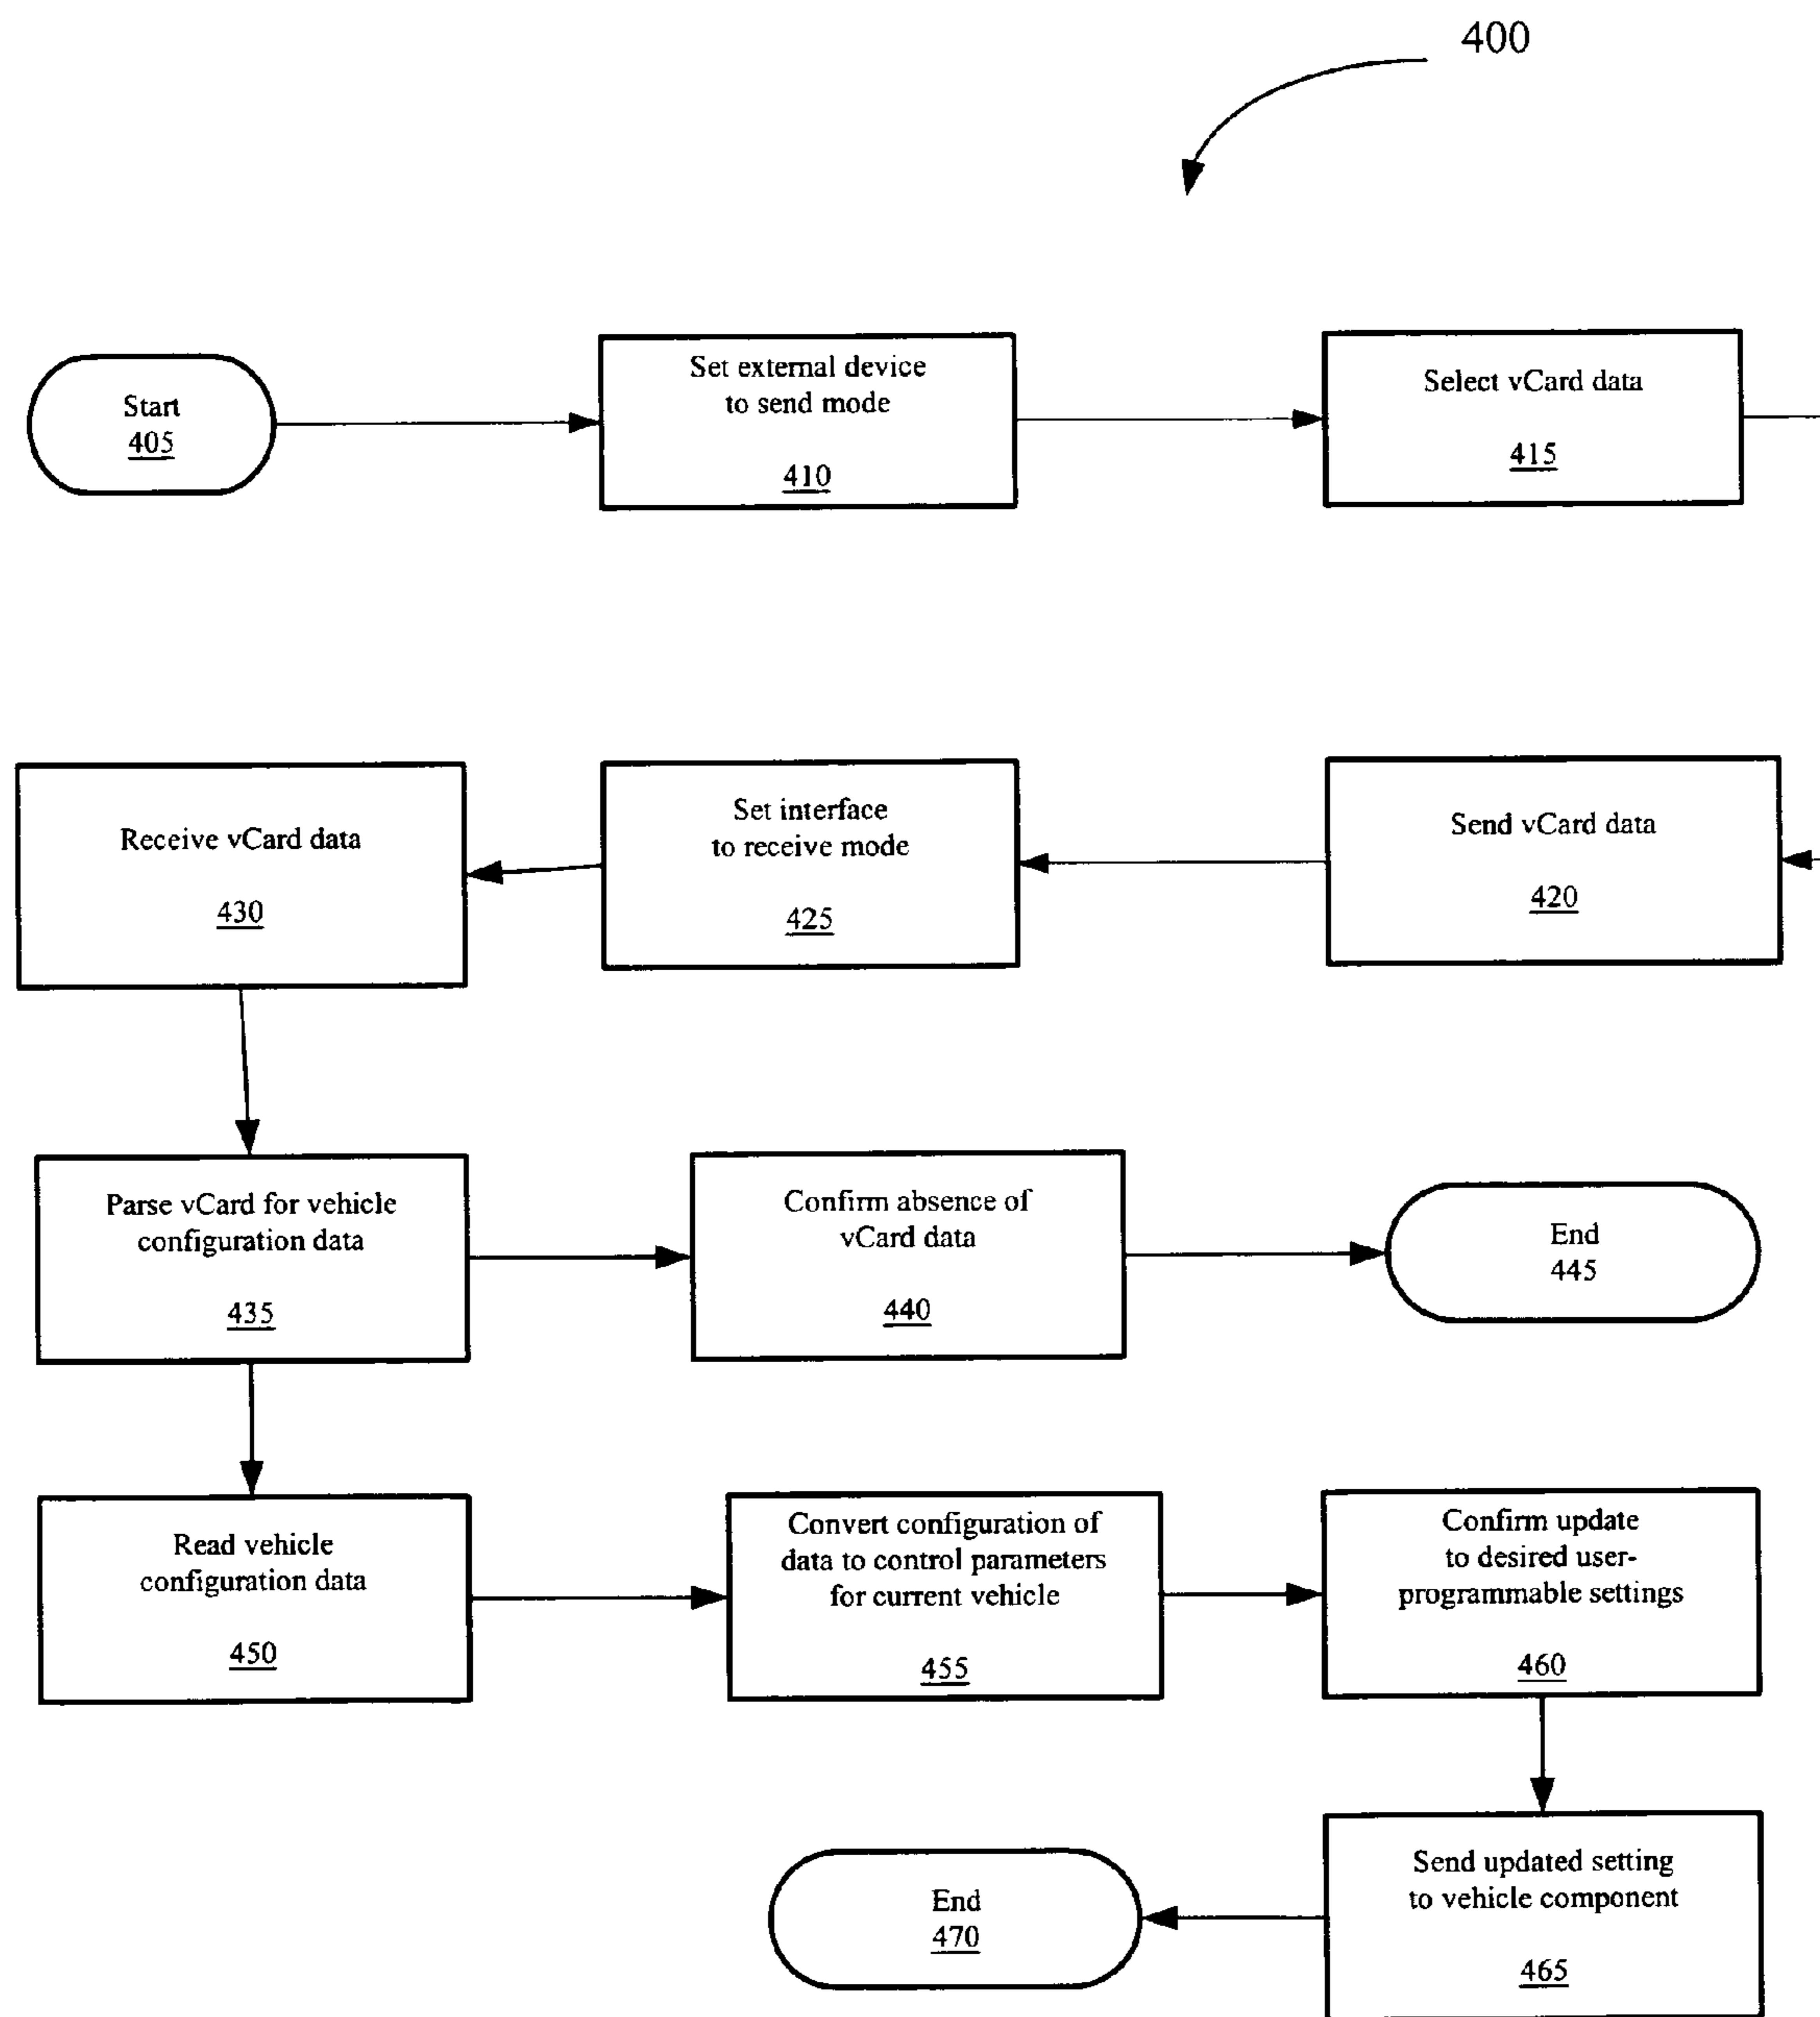 400
Start
405
Set external device
to send mode
410
Select vCard data
415
Receive vCard data
430
Set interface
to receive mode
425
Send vCard data
420
Parse vCard for vehicle
configuration data
435
Confirm absence of
vCard data
440
End
445
Read vehicle
configuration data
450
Convert configuration of
data to control parameters
for current vehicle
455
Confirm update
to desired user-
programmable settings
460
End
470
Send updated setting
to vehicle component
465